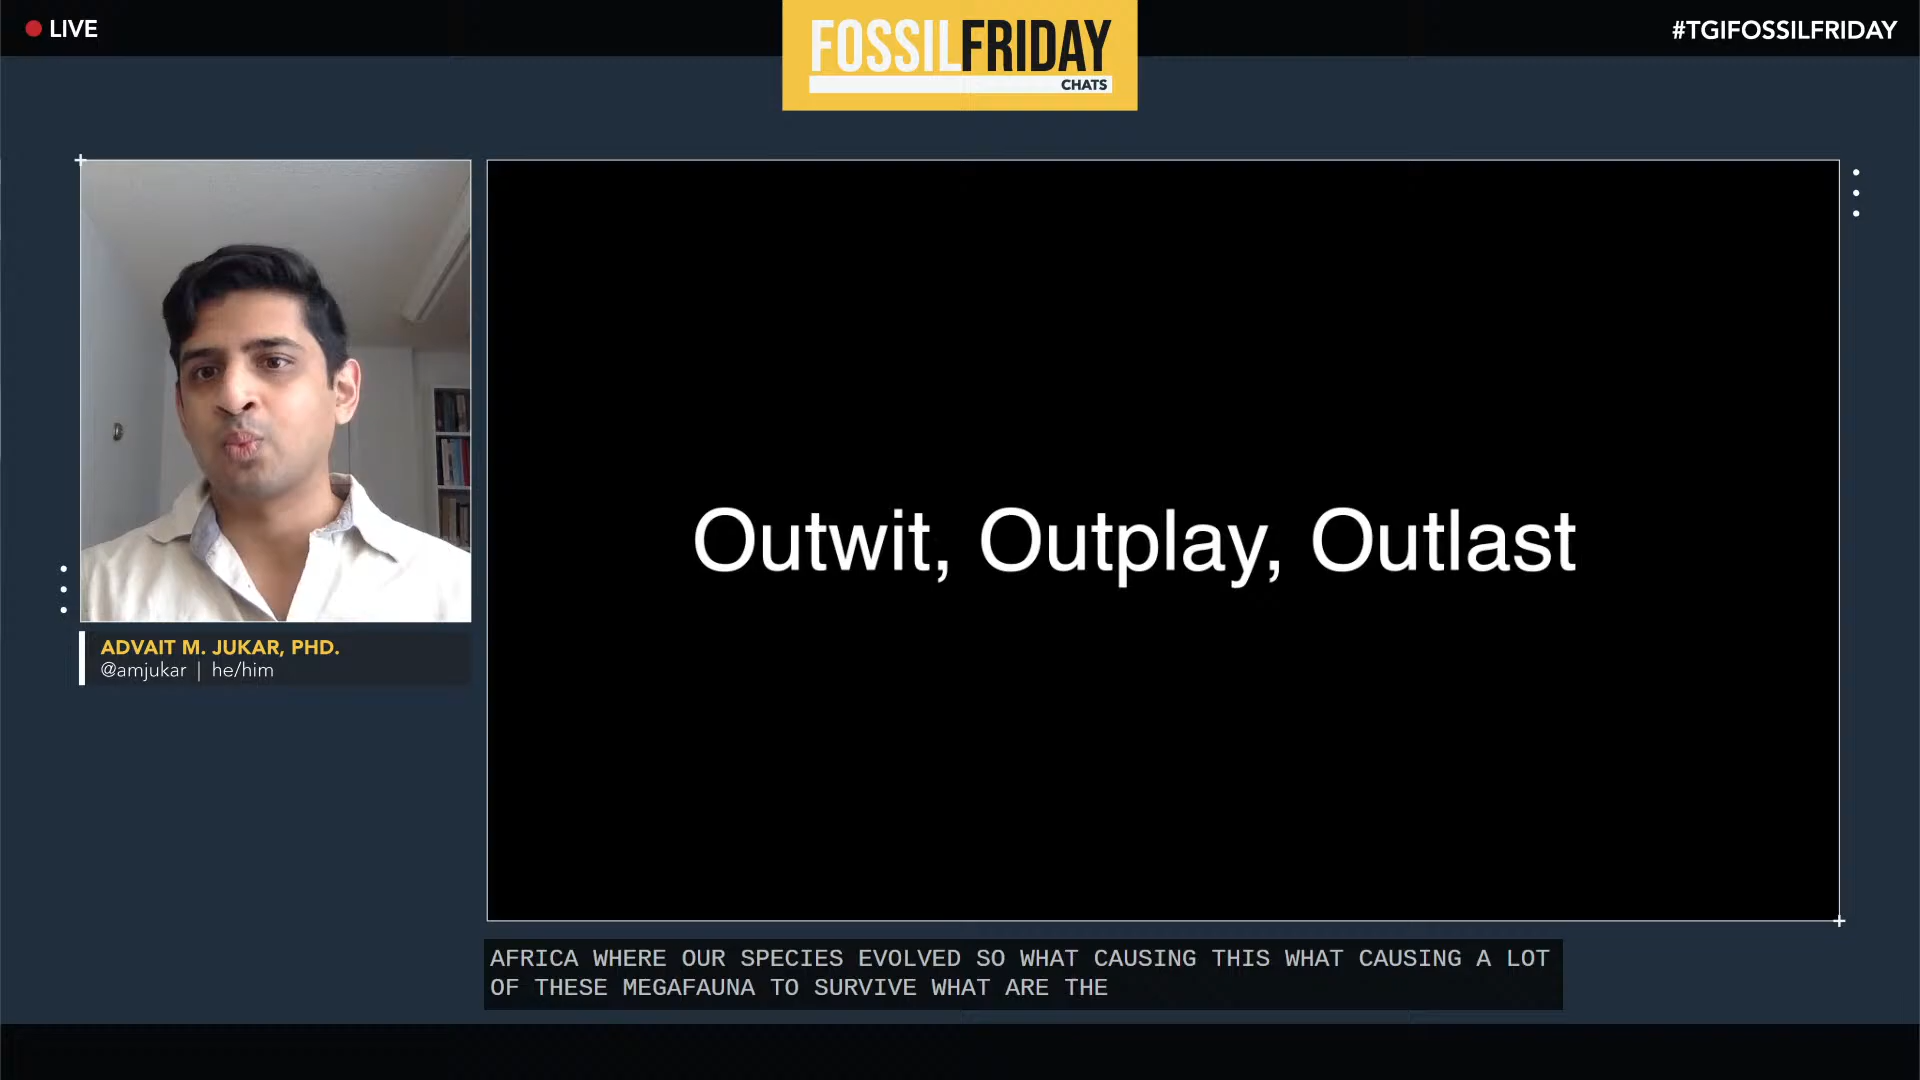 LIVE
FOSSILFRIDAY
CHATS
#TGIFOSSILFRIDAY
Outwit, Outplay, Outlast
ADVAIT M. JUKAR, PHD.
@amjukar | he/him
AFRICA WHERE OUR SPECIES EVOLVED SO WHAT CAUSING THIS WHAT CAUSING A LOT
OF THESE MEGAFAUNA TO SURVIVE WHAT ARE THE